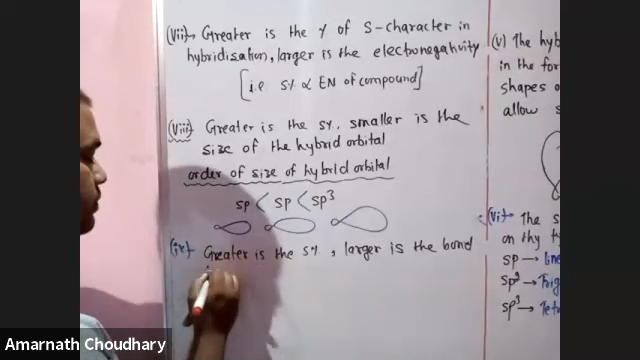 (vii)→ Greater is the % of S-character in
hybridisation, larger is the electronegativity
[i.e S% ∝ EN of compound]
(viii) Greater is the s%, smaller is the
size of the hybrid orbital
order of size of hybrid orbital
sp < sp < sp³
(ix)→ Greater is the s%, larger is the bond
(v) The hyb
in the for
shapes o
allow s
(vi)→ The s
on thy ty
sp → line
sp² → Trig
sp³ → Tetr
Amarnath Choudhary